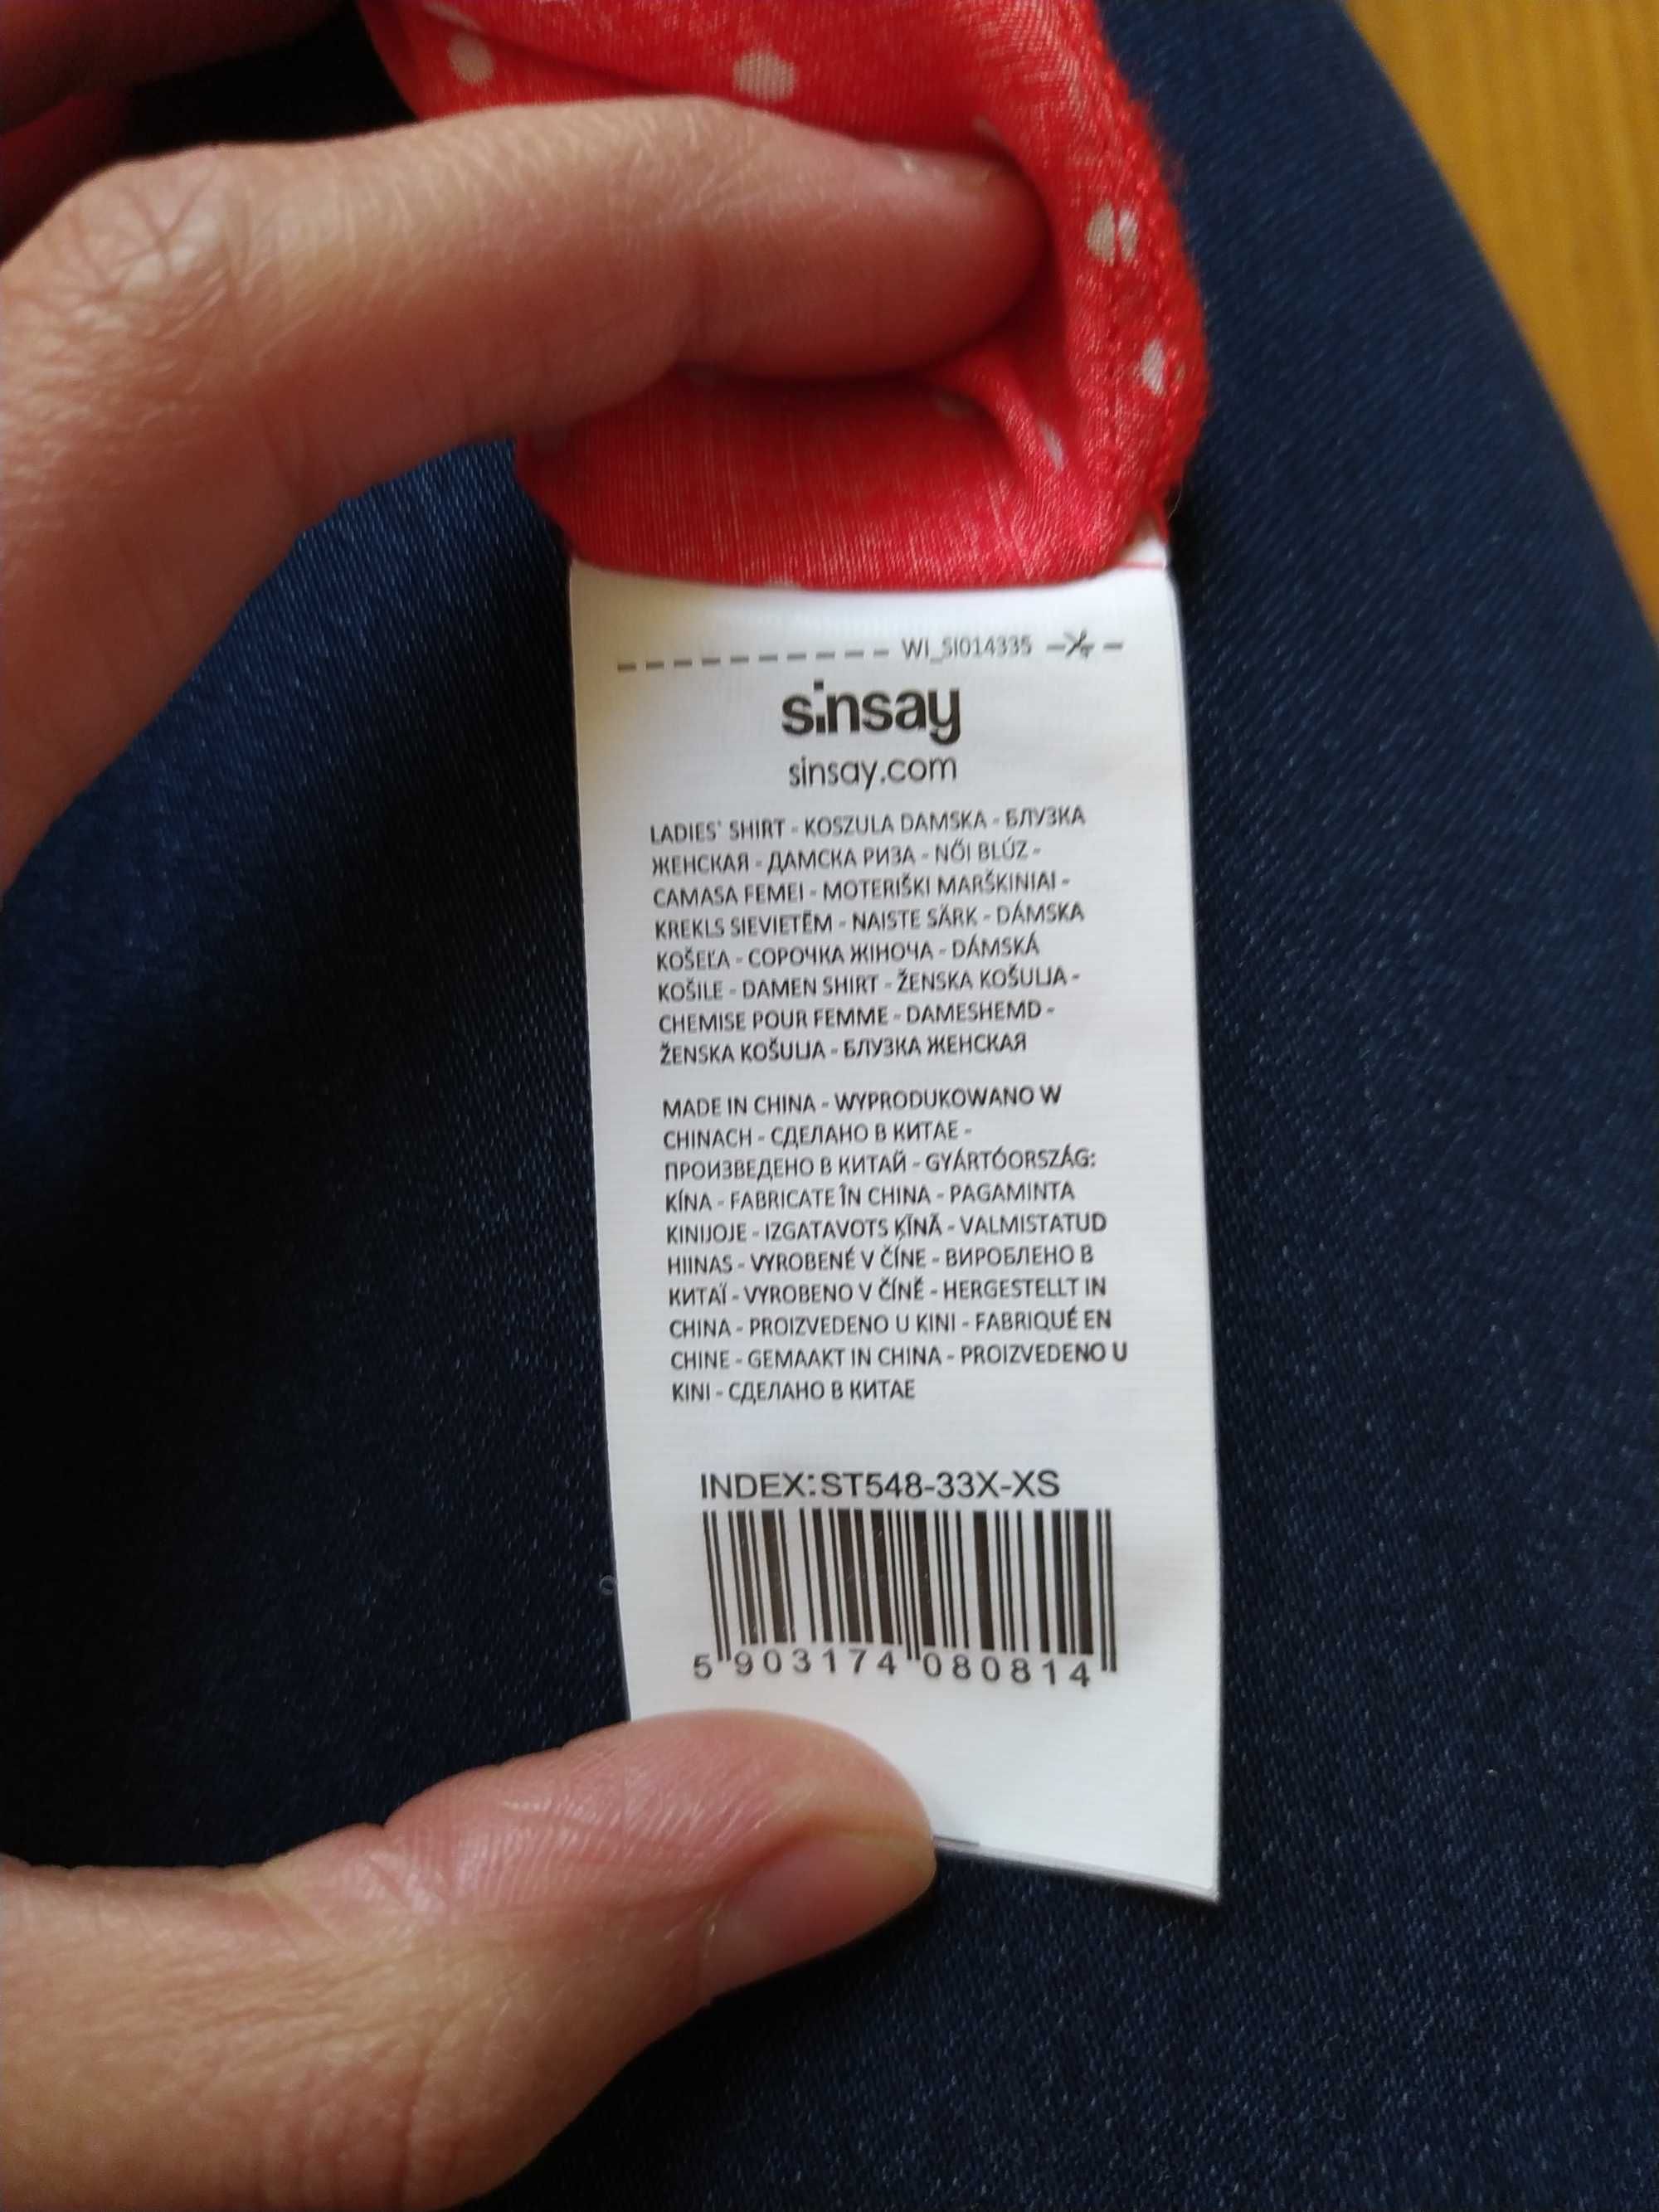 WI_SI014335
sinsay
sinsay.com
LADIES' SHIRT - KOSZULA DAMSKA - БЛУЗКА
ЖЕНСКАЯ - ДАМСКА РИЗА - NŐI BLÚZ -
CAMASA FEMEI - MOTERIŠKI MARŠKINIAI -
KREKLS SIEVIETĒM - NAISTE SÄRK - DÁMSKA
KOŠEĽA - СОРОЧКА ЖІНОЧА - DÁMSKÁ
KOŠILE - DAMEN SHIRT - ŽENSKA KOŠULJA -
CHEMISE POUR FEMME - DAMESHEMD -
ŽENSKA KOŠULJA - БЛУЗКА ЖЕНСКАЯ
MADE IN CHINA - WYPRODUKOWANO W
CHINACH - СДЕЛАНО В КИТАЕ -
ПРОИЗВЕДЕНО В КИТАЙ - GYÁRTÓORSZÁG:
KÍNA - FABRICATE ÎN CHINA - PAGAMINTA
KINIJOJE - IZGATAVOTS ĶĪNĀ - VALMISTATUD
HIINAS - VYROBENÉ V ČÍNE - ВИРОБЛЕНО В
КИТАЇ - VYROBENO V ČÍNĚ - HERGESTELLT IN
CHINA - PROIZVEDENO U KINI - FABRIQUÉ EN
CHINE - GEMAAKT IN CHINA - PROIZVEDENO U
KINI - СДЕЛАНО В КИТАЕ
INDEX:ST548-33X-XS
5 903174 080814